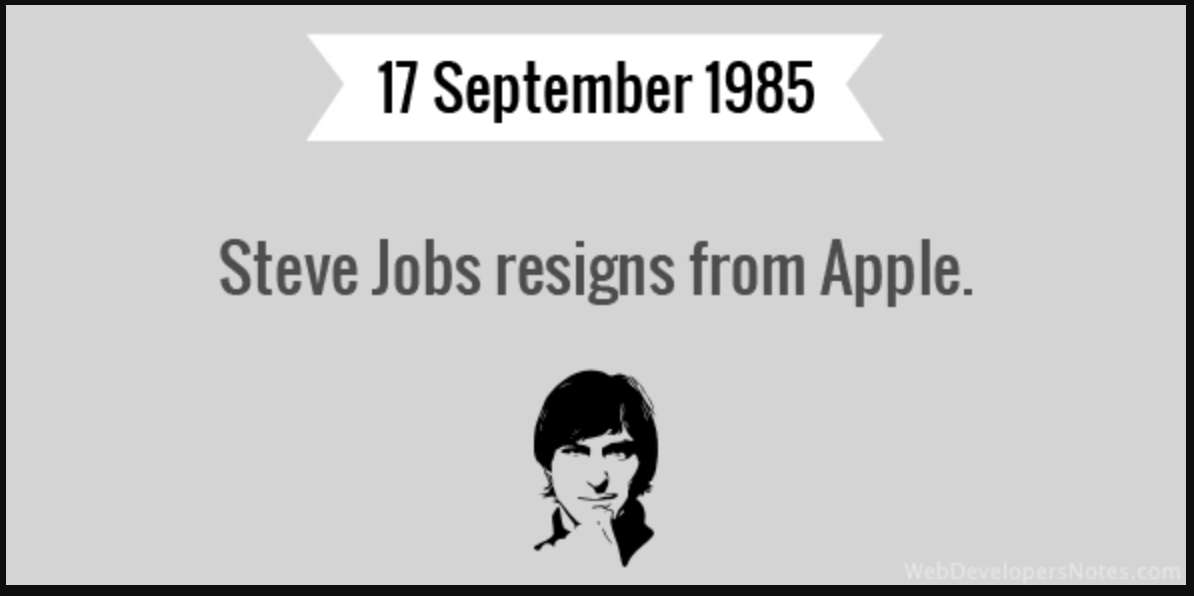 17 September 1985
Steve Jobs resigns from Apple.
WebDevelopersNotes.com